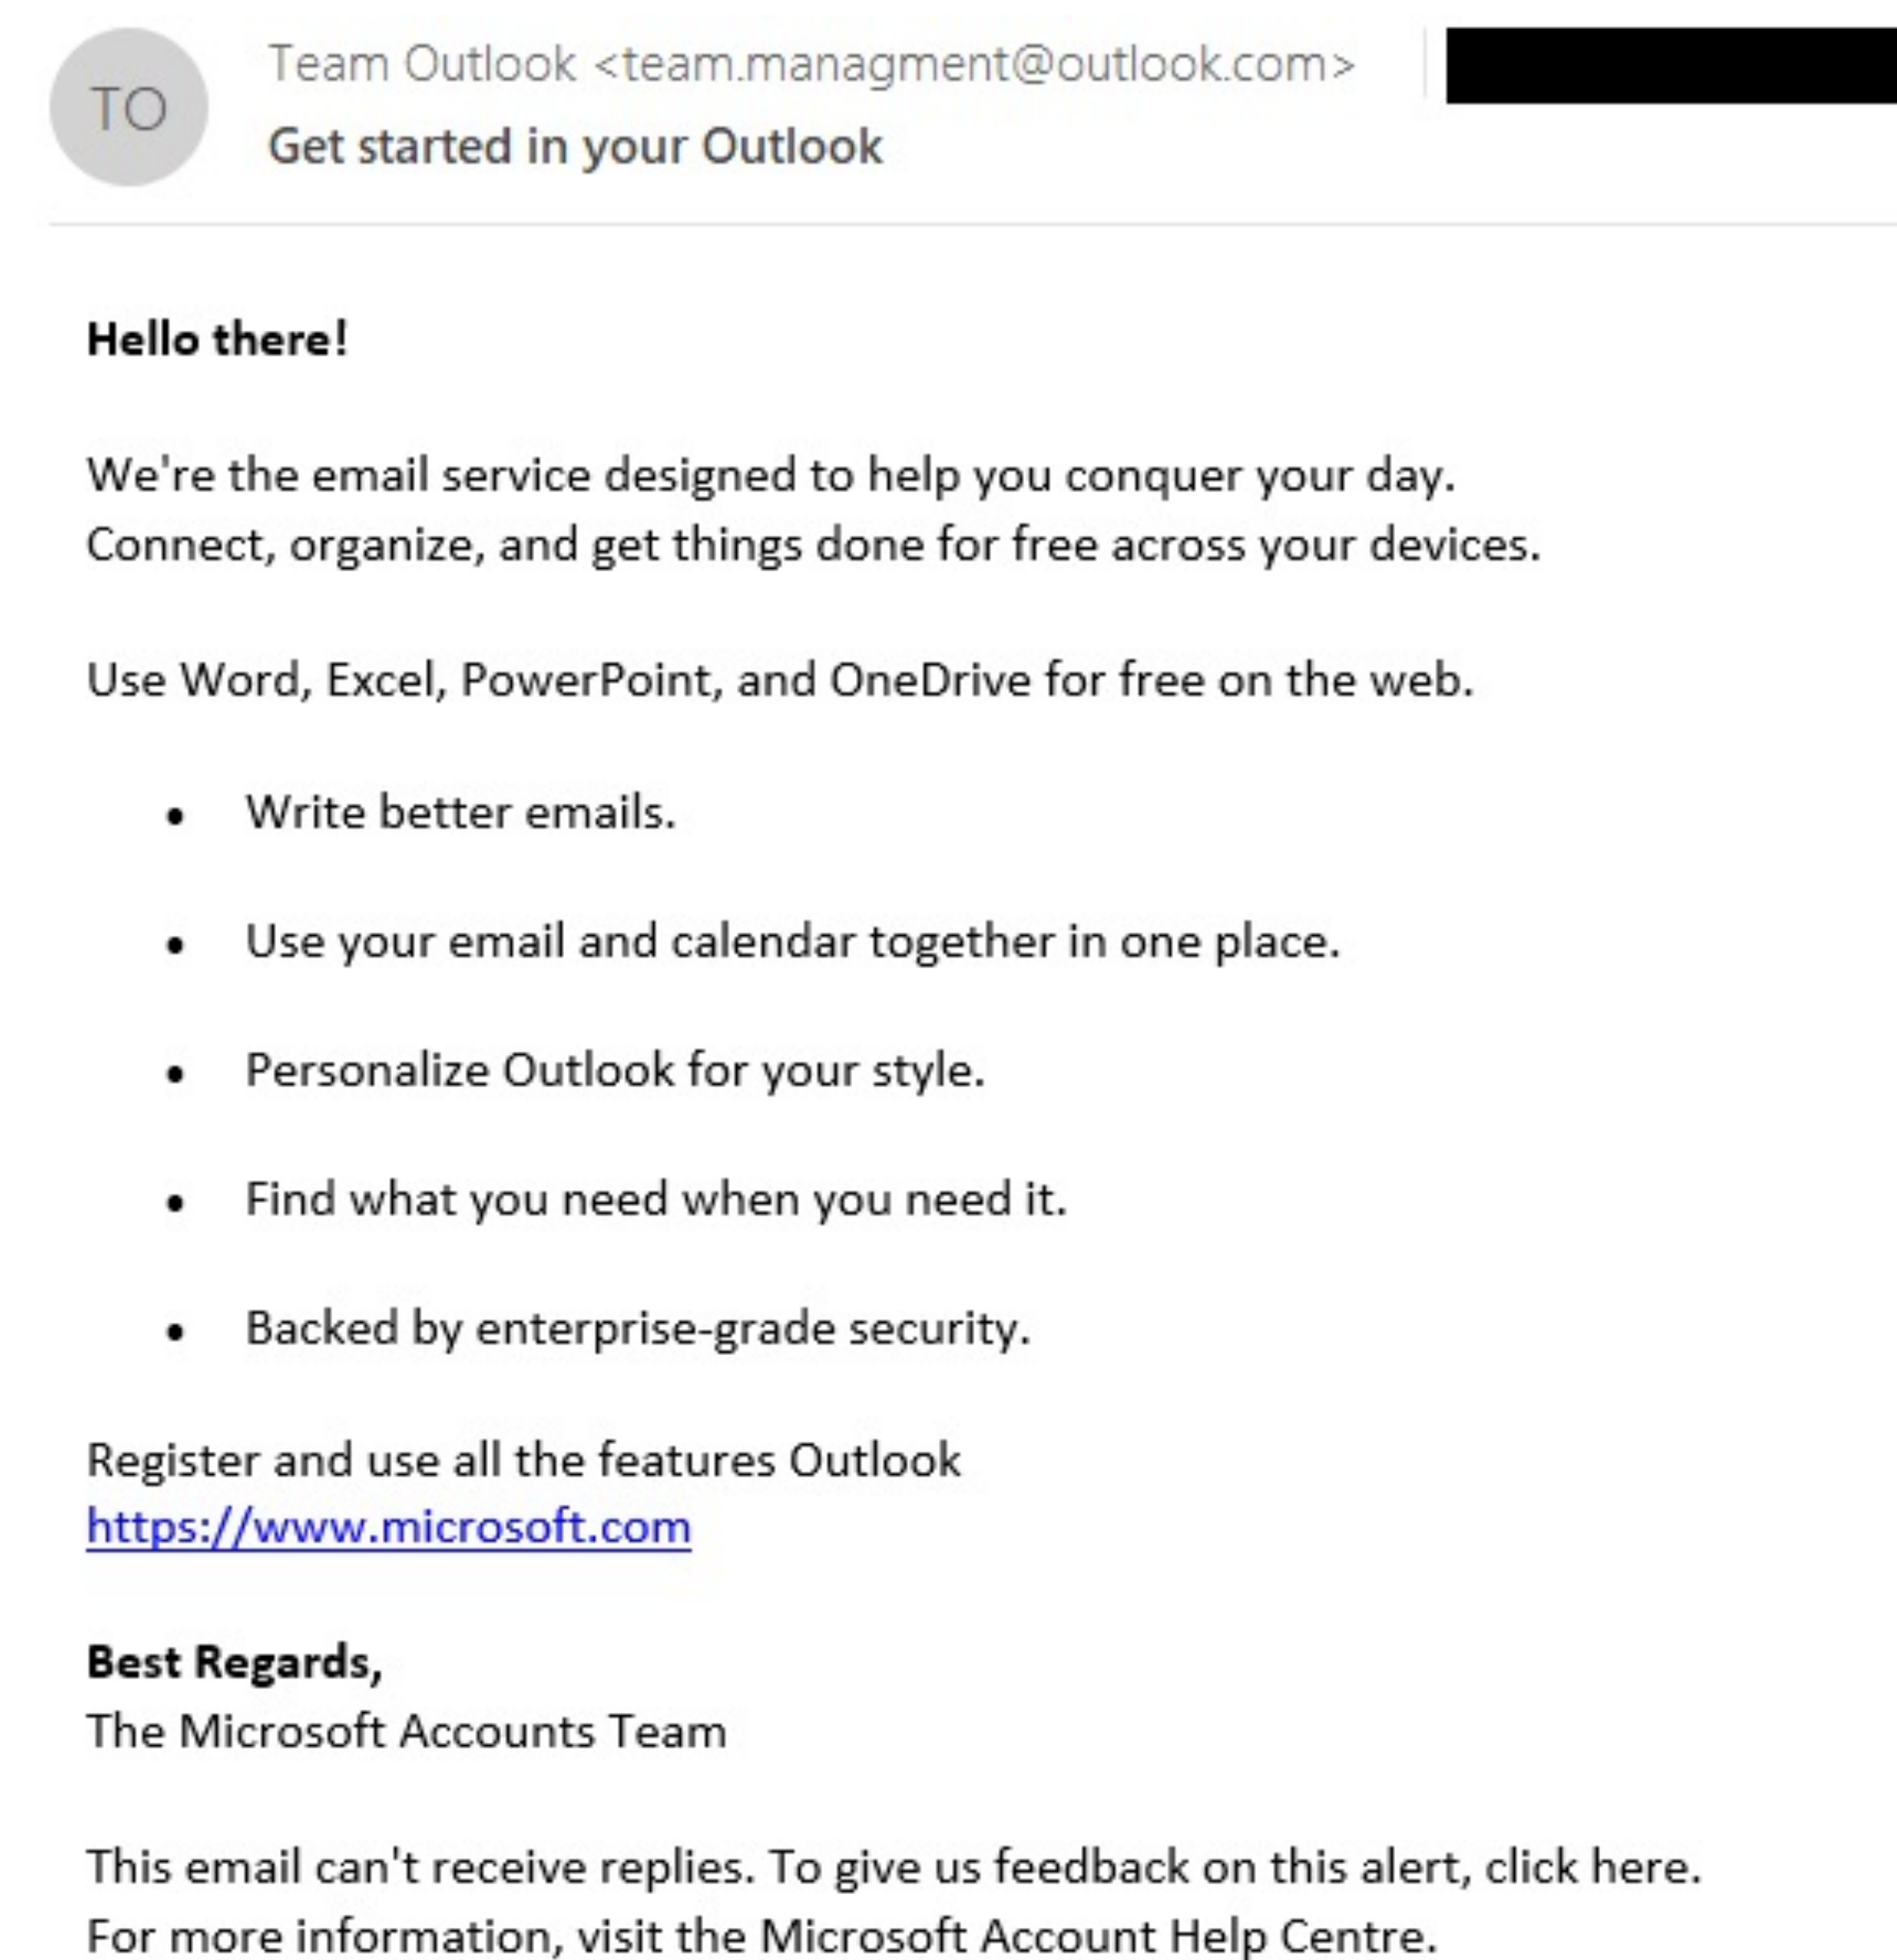 TO
Team Outlook <team.managment@outlook.com>
Get started in your Outlook
Hello there!
We're the email service designed to help you conquer your day.
Connect, organize, and get things done for free across your devices.
Use Word, Excel, PowerPoint, and OneDrive for free on the web.
• Write better emails.
• Use your email and calendar together in one place.
• Personalize Outlook for your style.
• Find what you need when you need it.
• Backed by enterprise-grade security.
Register and use all the features Outlook
https://www.microsoft.com
Best Regards,
The Microsoft Accounts Team
This email can't receive replies. To give us feedback on this alert, click here.
For more information, visit the Microsoft Account Help Centre.